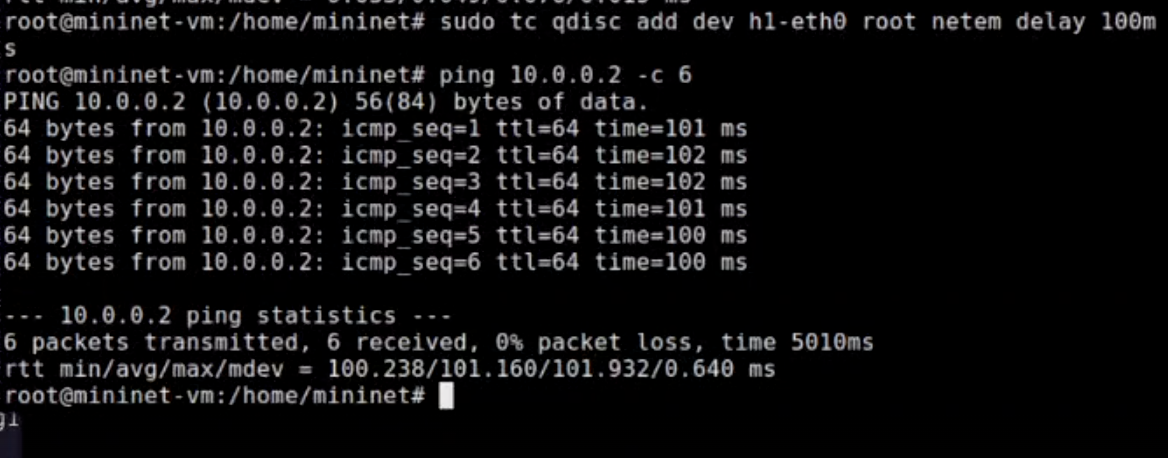 root@mininet-vm:/home/mininet# sudo tc qdisc add dev h1-eth0 root netem delay 100m
s
root@mininet-vm:/home/mininet# ping 10.0.0.2 -c 6
PING 10.0.0.2 (10.0.0.2) 56(84) bytes of data.
64 bytes from 10.0.0.2: icmp_seq=1 ttl=64 time=101 ms
64 bytes from 10.0.0.2: icmp_seq=2 ttl=64 time=102 ms
64 bytes from 10.0.0.2: icmp_seq=3 ttl=64 time=102 ms
64 bytes from 10.0.0.2: icmp_seq=4 ttl=64 time=101 ms
64 bytes from 10.0.0.2: icmp_seq=5 ttl=64 time=100 ms
64 bytes from 10.0.0.2: icmp_seq=6 ttl=64 time=100 ms
--- 10.0.0.2 ping statistics ---
6 packets transmitted, 6 received, 0% packet loss, time 5010ms
rtt min/avg/max/mdev = 100.238/101.160/101.932/0.640 ms
root@mininet-vm:/home/mininet#